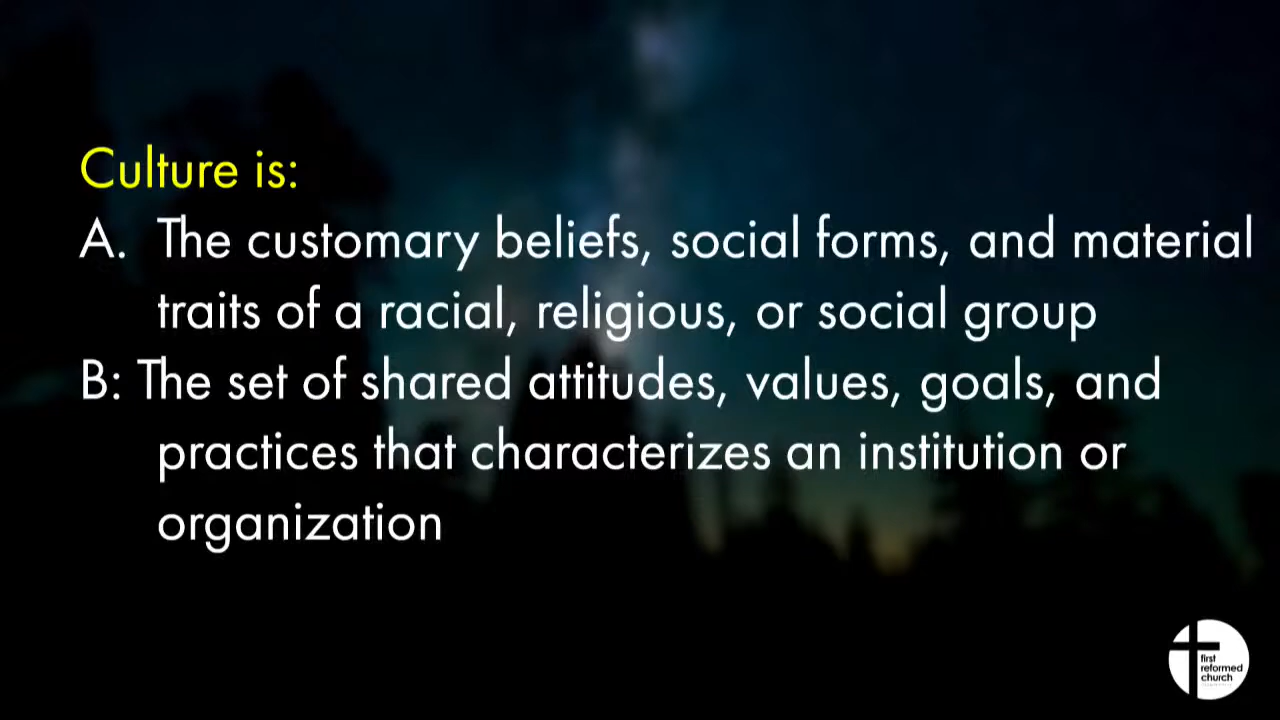 Culture is:
A. The customary beliefs, social forms, and material
traits of a racial, religious, or social group
B: The set of shared attitudes, values, goals, and
practices that characterizes an institution or
organization
first
reformed
church